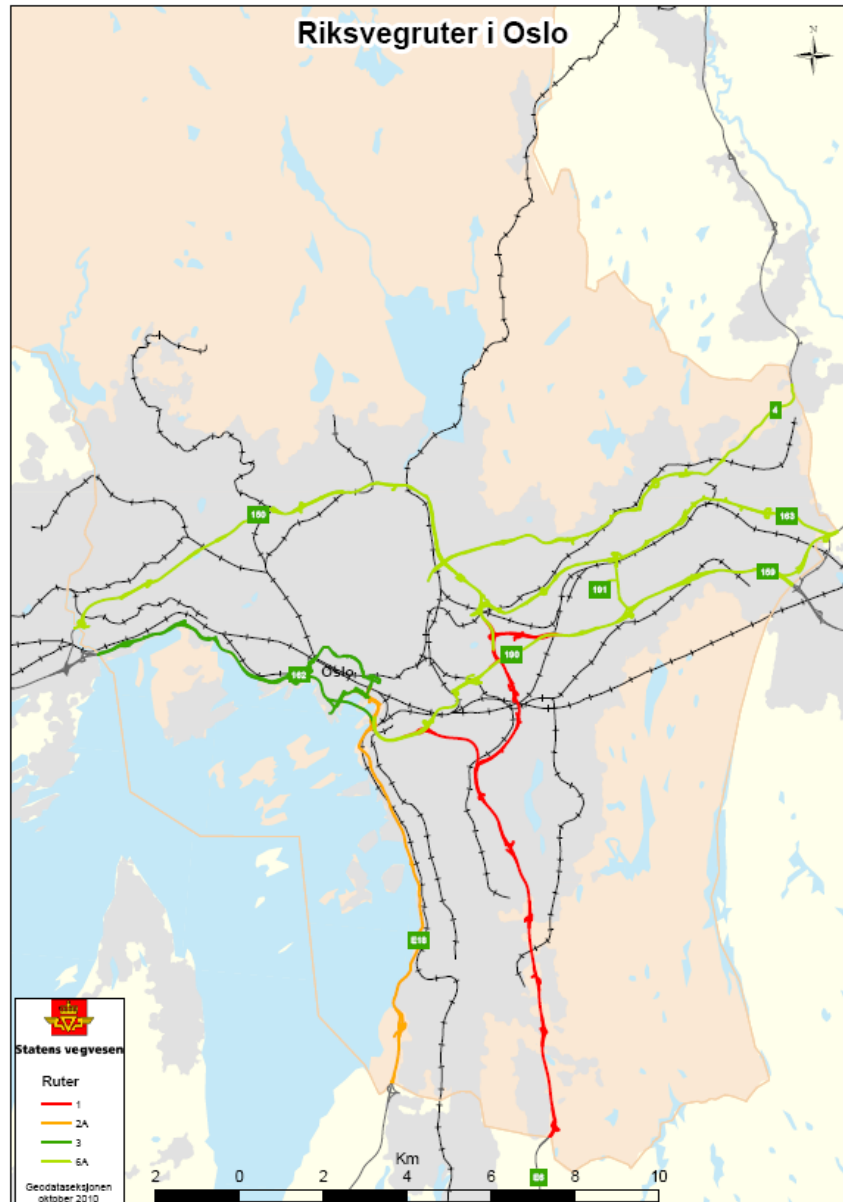 Riksvegruter i Oslo
N
4
150
163
191
159
190
Oslo
162
E18
Statens vegvesen
Ruter
1
2A
3
6A
Geodataseksjonen
oktober 2010
Km
2 0 2 4 6 8 10
E6